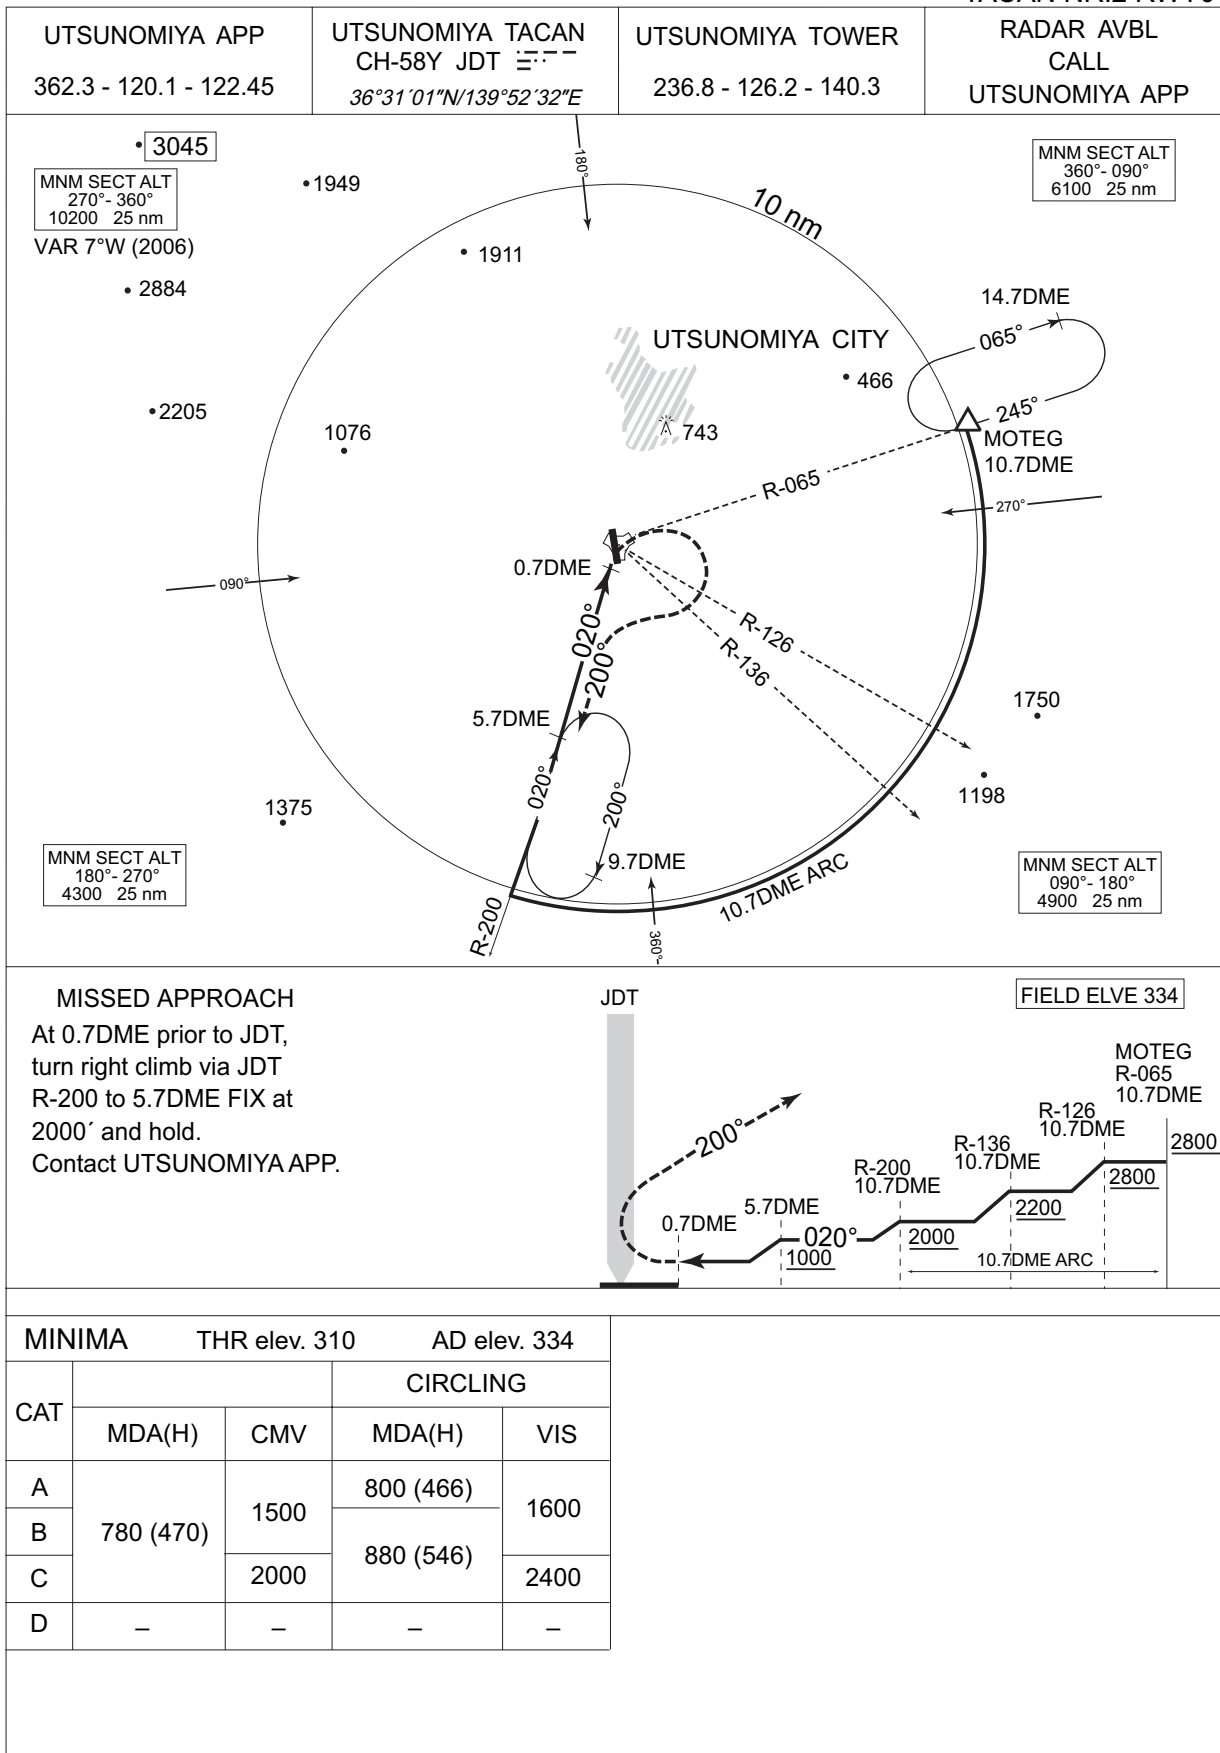 UTSUNOMIYA APP
362.3 - 120.1 - 122.45
UTSUNOMIYA TACAN
CH-58Y JDT
36°31´01"N/139°52´32"E
UTSUNOMIYA TOWER
236.8 - 126.2 - 140.3
RADAR AVBL
CALL
UTSUNOMIYA APP
3045
MNM SECT ALT
270°- 360°
10200 25 nm
VAR 7°W (2006)
1949
180°
10 nm
MNM SECT ALT
360°- 090°
6100 25 nm
1911
2884
14.7DME
065°
UTSUNOMIYA CITY
466
2205
245°
1076
743
MOTEG
10.7DME
R-065
270°
0.7DME
090°
020°
R-126
200°
R-136
5.7DME
1750
020°
200°
1198
1375
MNM SECT ALT
180°- 270°
4300 25 nm
9.7DME
10.7DME ARC
MNM SECT ALT
090°- 180°
4900 25 nm
R-200
360°
MISSED APPROACH
At 0.7DME prior to JDT,
turn right climb via JDT
R-200 to 5.7DME FIX at
2000´ and hold.
Contact UTSUNOMIYA APP.
JDT
FIELD ELVE 334
MOTEG
R-065
10.7DME
R-126
10.7DME
2800
R-136
10.7DME
2800
R-200
10.7DME
2200
200°
5.7DME
0.7DME
020°
2000
1000
10.7DME ARC
MINIMA THR elev. 310 AD elev. 334
CAT
CIRCLING
MDA(H) CMV MDA(H) VIS
A 780 (470) 1500 800 (466) 1600
B 880 (546)
C 2000 2400
D – – – –